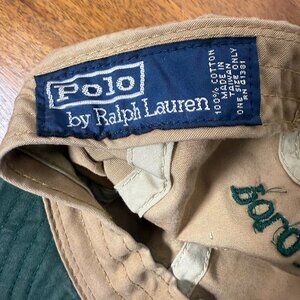 Polo
by Ralph Lauren
100% COTTON
MADE IN
TAIWAN
ONE SIZE ONLY
RN 41381